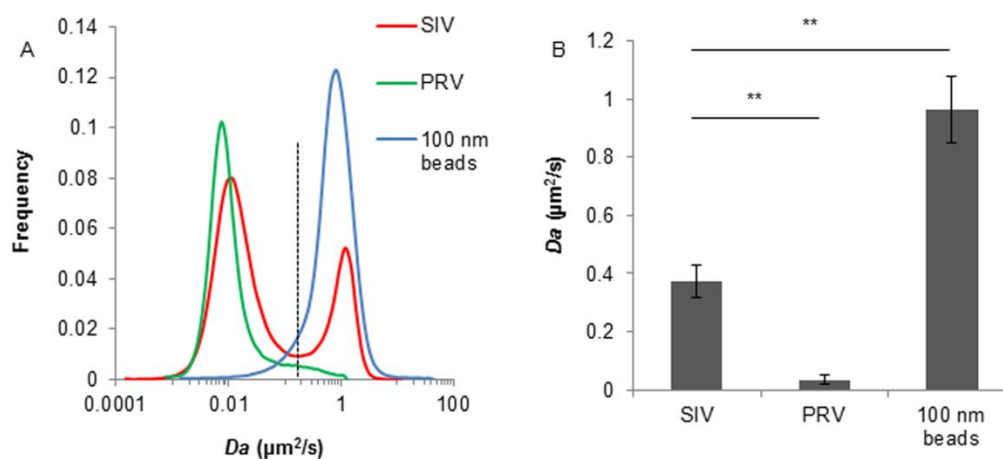 A
Frequency
0.14
0.12
0.1
0.08
0.06
0.04
0.02
0
0.0001
0.01
1
100
Da (µm²/s)
SIV
PRV
100 nm
beads
B
Da (µm²/s)
1.2
1
0.8
0.6
0.4
0.2
0
**
**
SIV
PRV
100 nm
beads